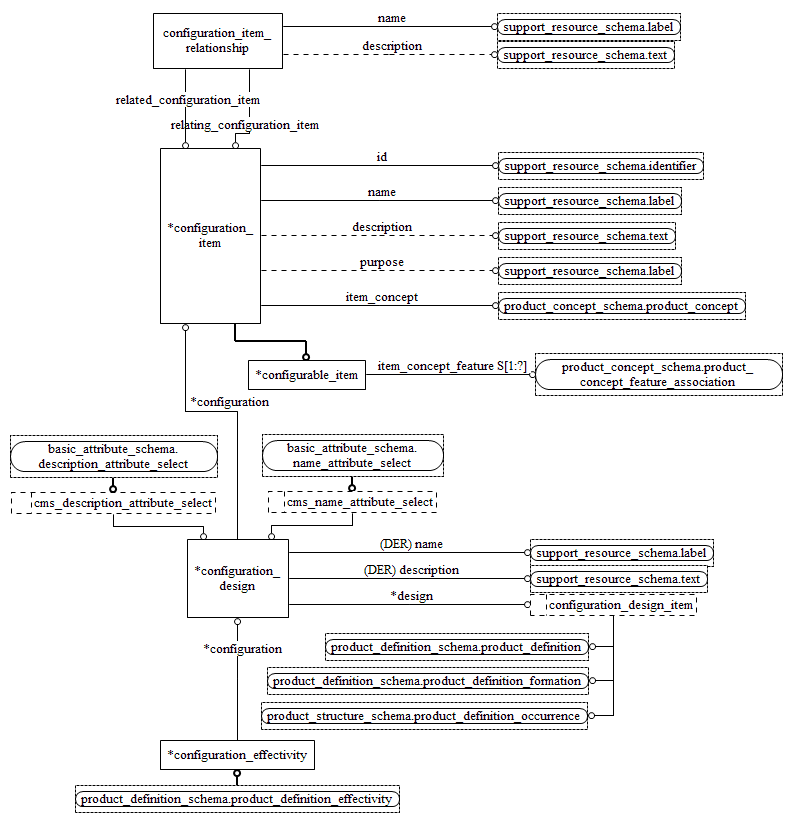 name
configuration_item_
relationship
support_resource_schema.label
description
support_resource_schema.text
related_configuration_item
relating_configuration_item
id
support_resource_schema.identifier
name
support_resource_schema.label
*configuration_
item
description
support_resource_schema.text
purpose
support_resource_schema.label
item_concept
product_concept_schema.product_concept
*configurable_item
item_concept_feature S[1:?]
product_concept_schema.product_
concept_feature_association
*configuration
basic_attribute_schema.
description_attribute_select
basic_attribute_schema.
name_attribute_select
cms_description_attribute_select
cms_name_attribute_select
*configuration_
design
(DER) name
support_resource_schema.label
(DER) description
support_resource_schema.text
*design
configuration_design_item
*configuration
product_definition_schema.product_definition
product_definition_schema.product_definition_formation
product_structure_schema.product_definition_occurrence
*configuration_effectivity
product_definition_schema.product_definition_effectivity